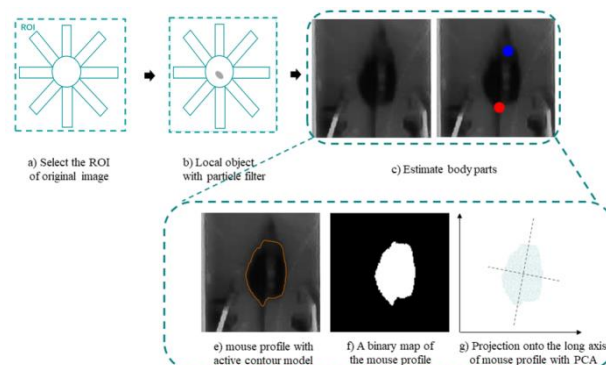 ROI
a) Select the ROI
of original image
b) Local object
with particle filter
c) Estimate body parts
e) mouse profile with
active contour model
f) A binary map of
the mouse profile
g) Projection onto the long axis
of mouse profile with PCA